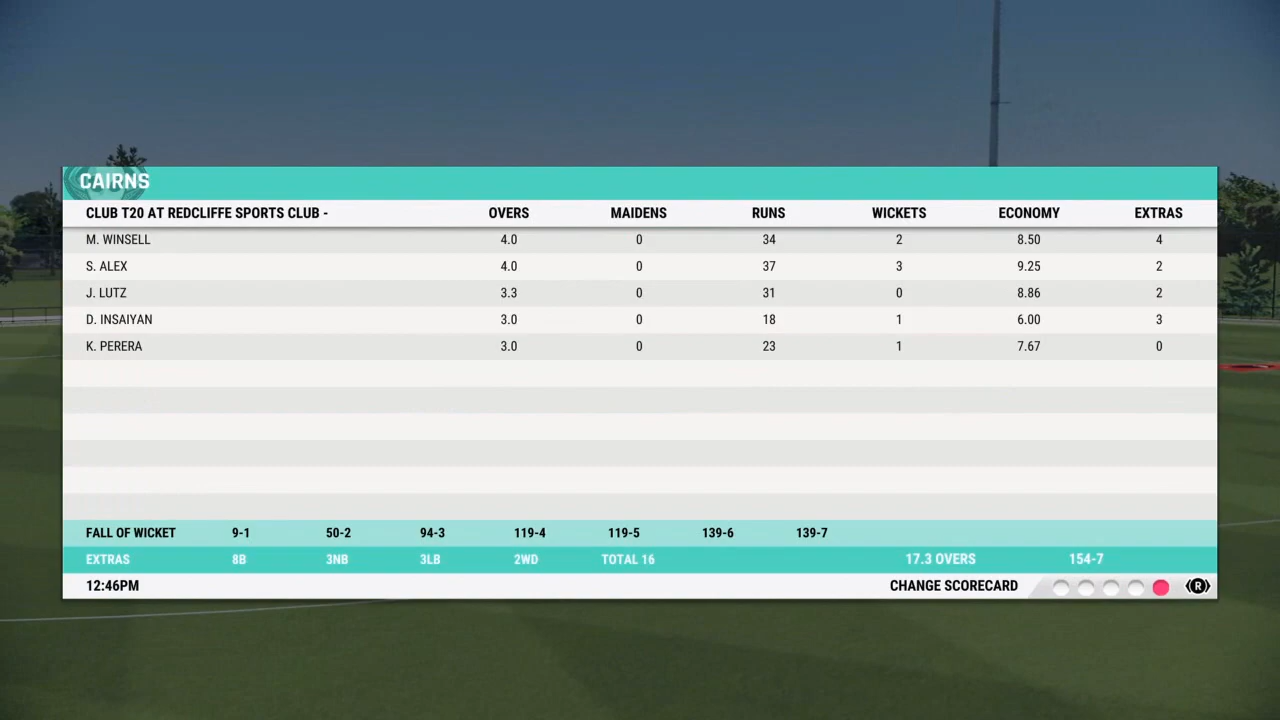 CAIRNS
CLUB T20 AT REDCLIFFE SPORTS CLUB - OVERS MAIDENS RUNS WICKETS ECONOMY EXTRAS
M. WINSELL 4.0 0 34 2 8.50 4
S. ALEX 4.0 0 37 3 9.25 2
J. LUTZ 3.3 0 31 0 8.86 2
D. INSAIYAN 3.0 0 18 1 6.00 3
K. PERERA 3.0 0 23 1 7.67 0
FALL OF WICKET 9-1 50-2 94-3 119-4 119-5 139-6 139-7
EXTRAS 8B 3NB 3LB 2WD TOTAL 16 17.3 OVERS 154-7
12:46PM CHANGE SCORECARD R